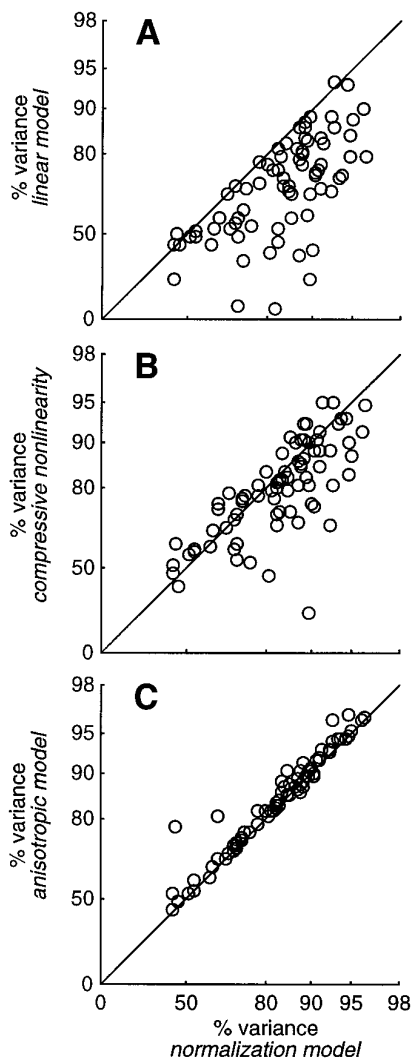 A
98
95
90
80
50
0
% variance
linear model
B
98
95
90
80
50
0
% variance
compressive nonlinearity
C
98
95
90
80
50
0
% variance
anisotropic model
0 50 80 90 95 98
% variance
normalization model